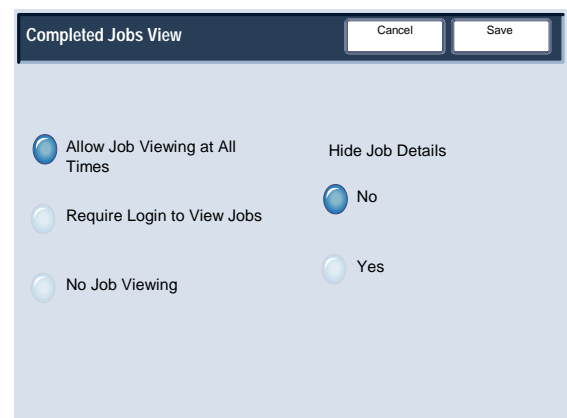 Completed Jobs View
Cancel
Save
Allow Job Viewing at All
Times
Require Login to View Jobs
No Job Viewing
Hide Job Details
No
Yes